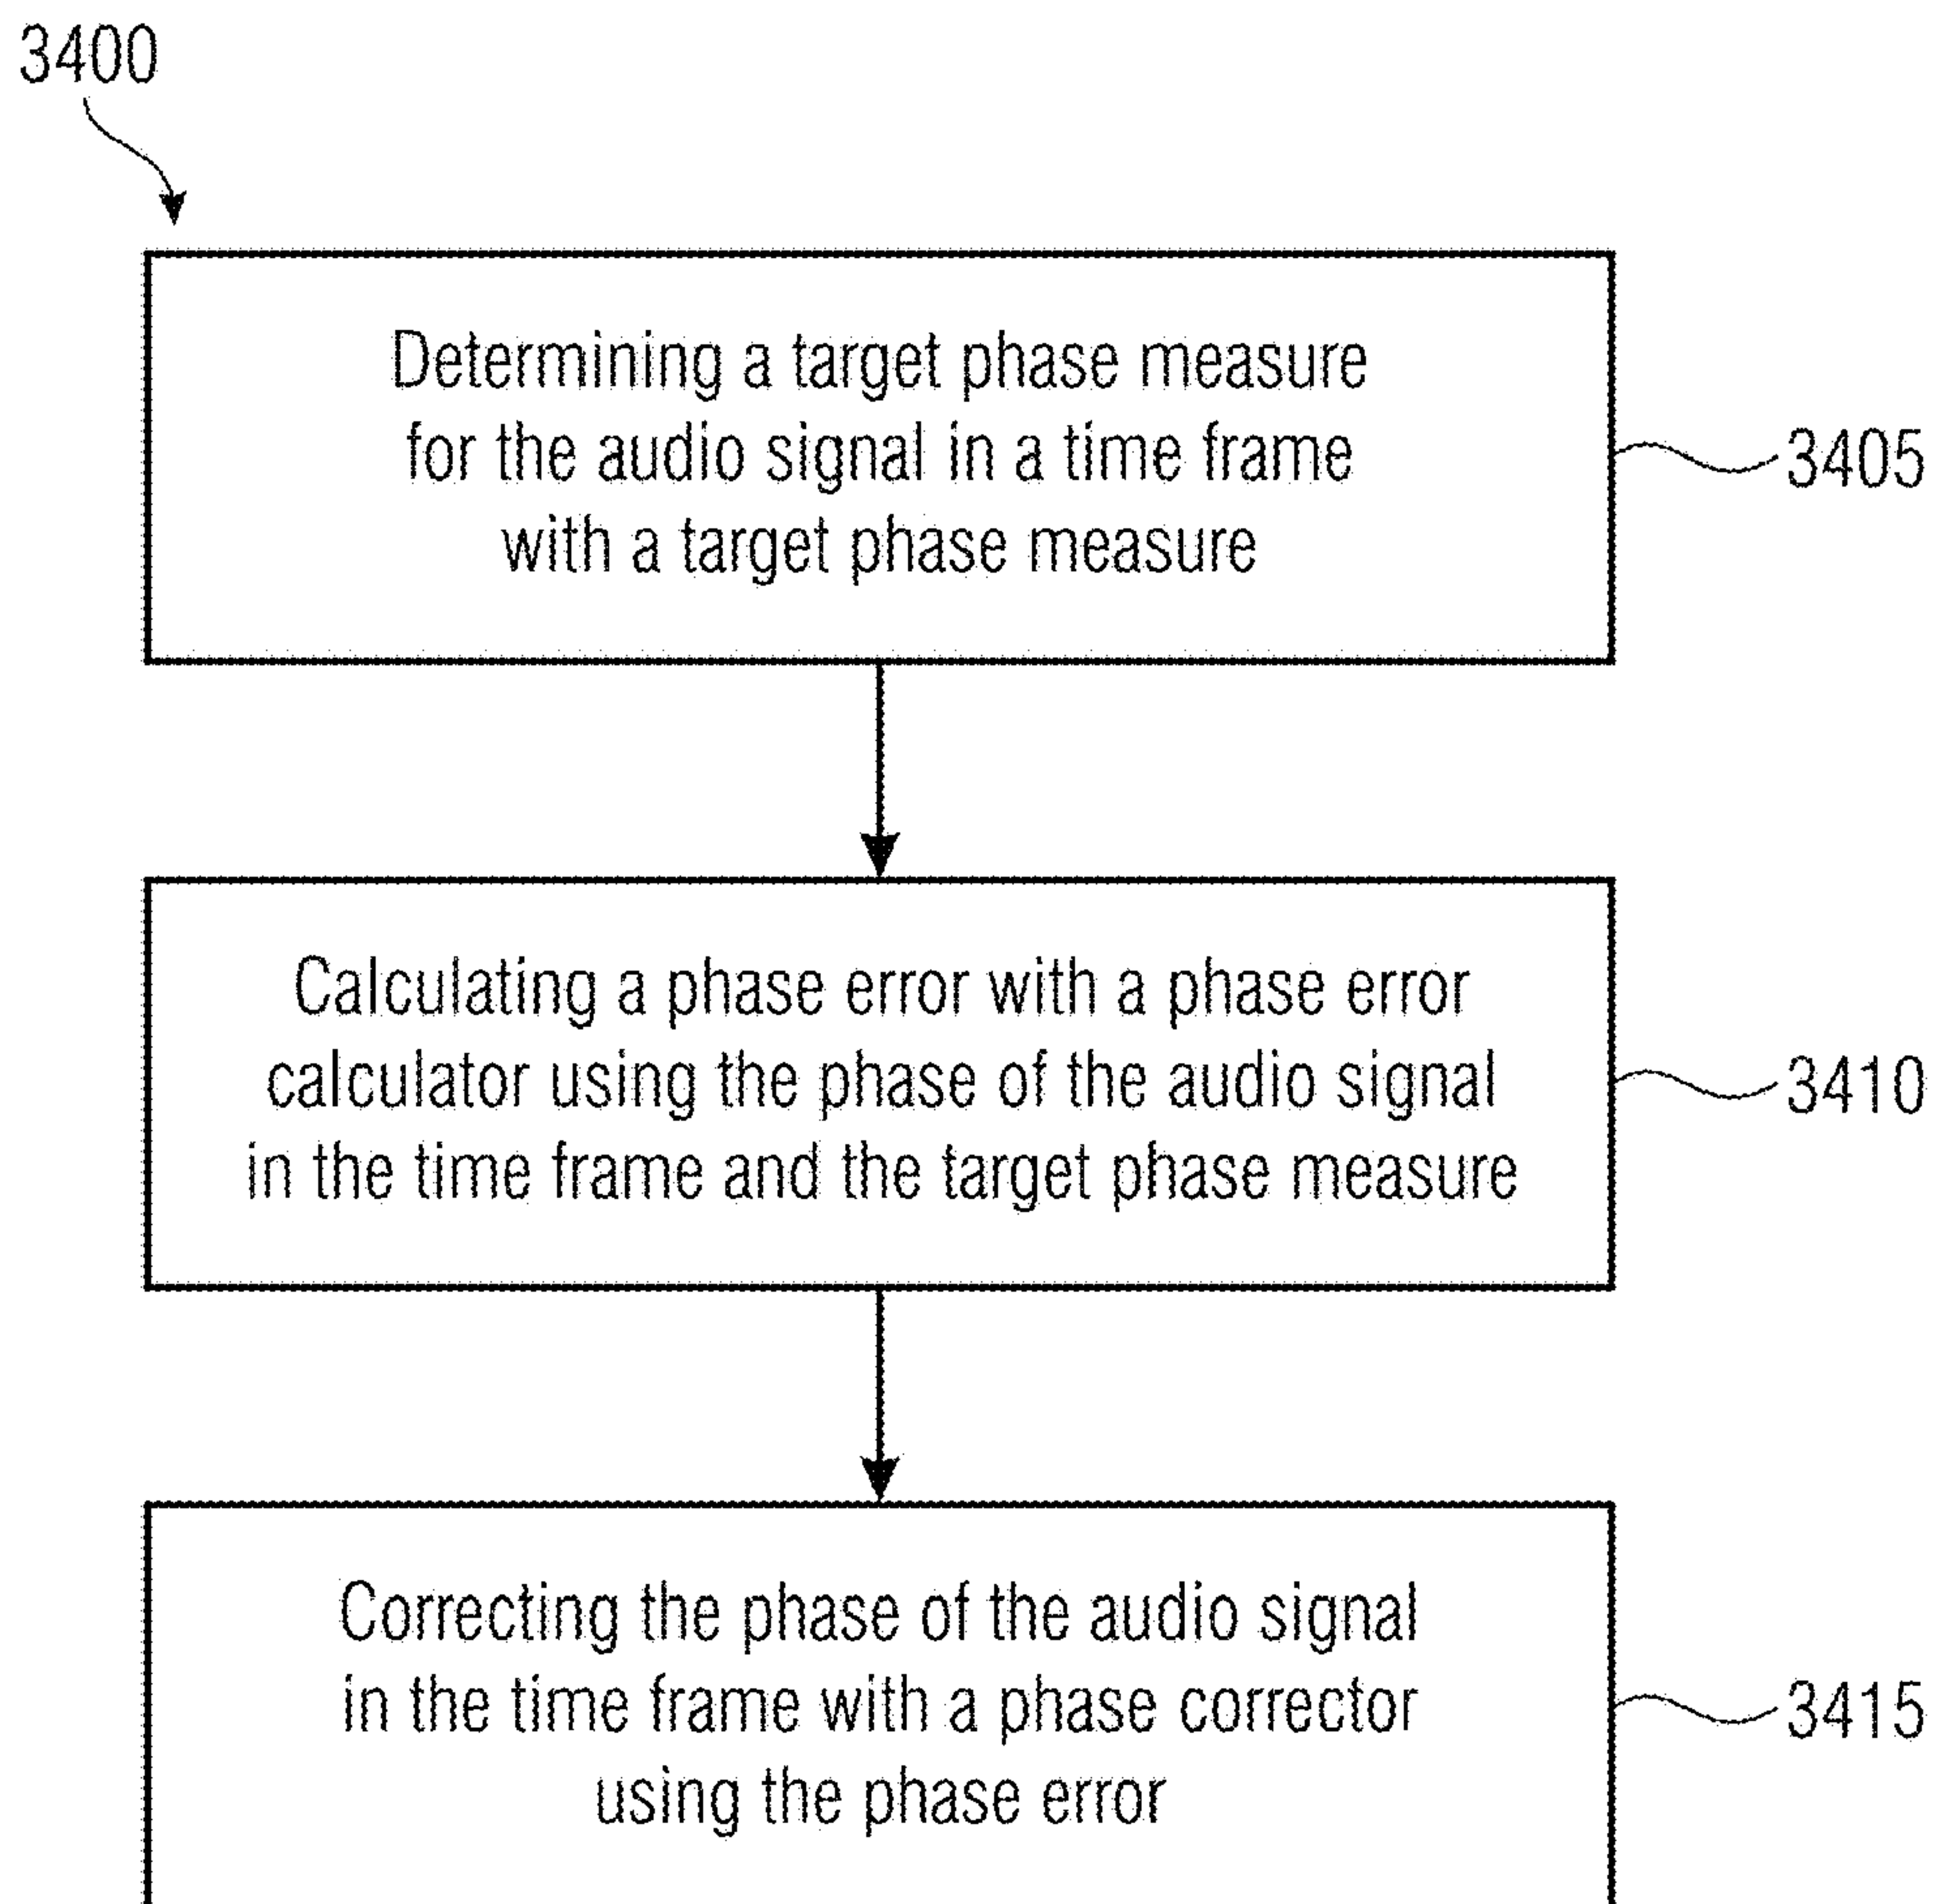 3400
Determining a target phase measure
for the audio signal in a time frame
with a target phase measure
3405
Calculating a phase error with a phase error
calculator using the phase of the audio signal
in the time frame and the target phase measure
3410
Correcting the phase of the audio signal
in the time frame with a phase corrector
using the phase error
3415